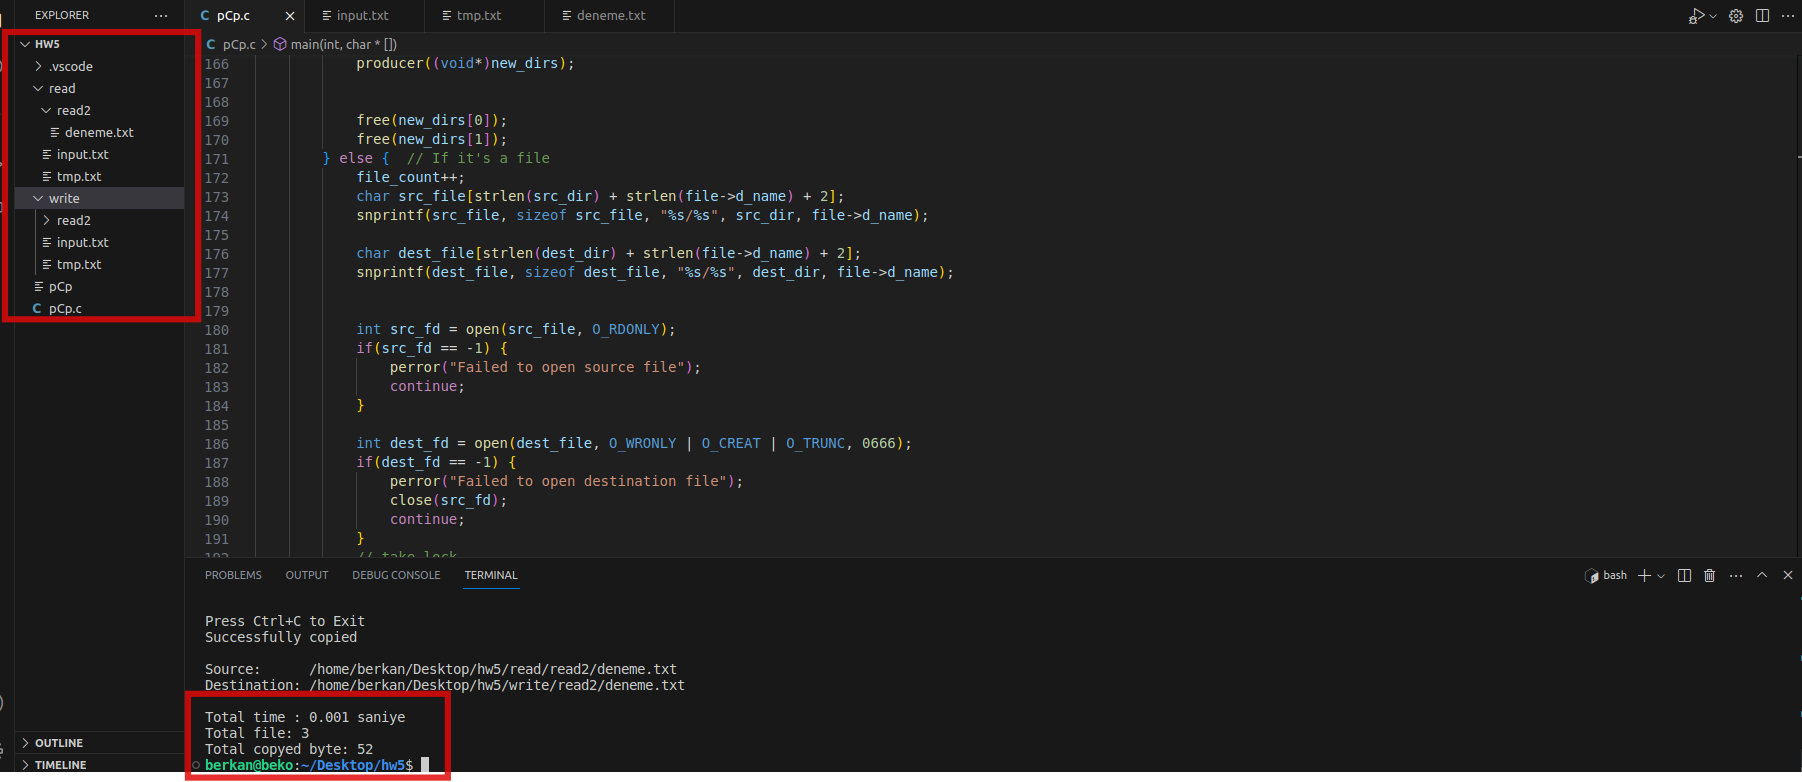 EXPLORER ...
HW5
.vscode
read
read2
deneme.txt
input.txt
tmp.txt
write
read2
input.txt
tmp.txt
pCp
C pCp.c
OUTLINE
TIMELINE
C pCp.c
input.txt
tmp.txt
deneme.txt
C pCp.c > main(int, char * [])
166 producer((void*)new_dirs);
167
168
169 free(new_dirs[0]);
170 free(new_dirs[1]);
171 } else { // If it's a file
172 file_count++;
173 char src_file[strlen(src_dir) + strlen(file->d_name) + 2];
174 snprintf(src_file, sizeof src_file, "%s/%s", src_dir, file->d_name);
175
176 char dest_file[strlen(dest_dir) + strlen(file->d_name) + 2];
177 snprintf(dest_file, sizeof dest_file, "%s/%s", dest_dir, file->d_name);
178
179
180 int src_fd = open(src_file, O_RDONLY);
181 if(src_fd == -1) {
182 perror("Failed to open source file");
183 continue;
184 }
185
186 int dest_fd = open(dest_file, O_WRONLY | O_CREAT | O_TRUNC, 0666);
187 if(dest_fd == -1) {
188 perror("Failed to open destination file");
189 close(src_fd);
190 continue;
191 }
192 // take lock
PROBLEMS OUTPUT DEBUG CONSOLE TERMINAL
bash
Press Ctrl+C to Exit
Successfully copied
Source: /home/berkan/Desktop/hw5/read/read2/deneme.txt
Destination: /home/berkan/Desktop/hw5/write/read2/deneme.txt
Total time : 0.001 saniye
Total file: 3
Total copyed byte: 52
berkan@beko:~/Desktop/hw5$